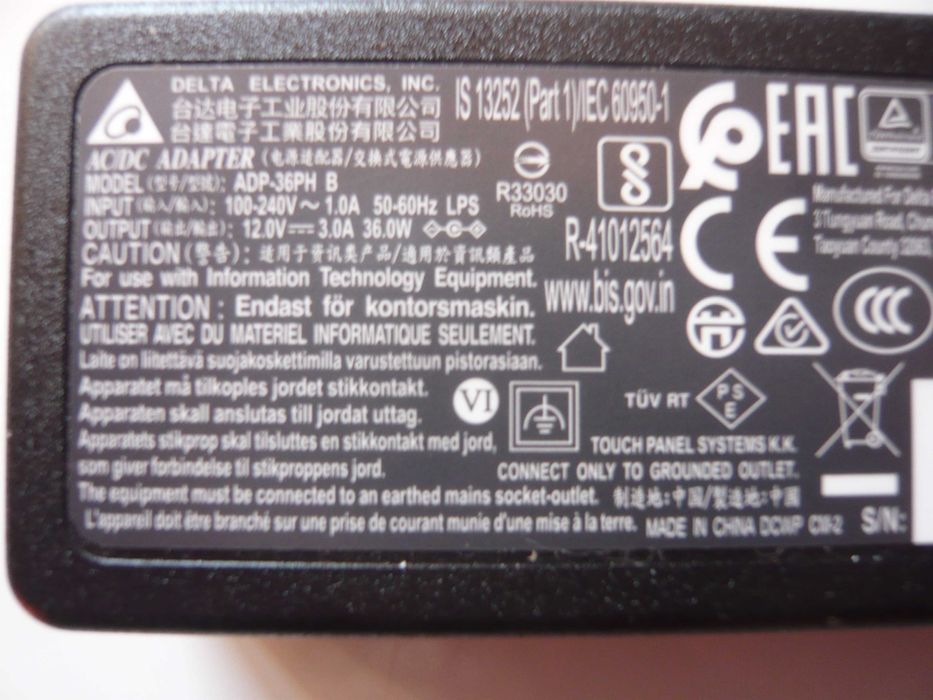 DELTA ELECTRONICS, INC.
台达电子工业股份有限公司
台達電子工業股份有限公司
IS 13252 (Part 1)/IEC 60950-1
AC/DC ADAPTER (电源适配器/交換式電源供應器)
MODEL (型号/型號): ADP-36PH B
INPUT (输入/輸入): 100-240V～ 1.0A 50-60Hz LPS
OUTPUT (输出/輸出): 12.0V⎓ 3.0A 36.0W
CAUTION (警告): 适用于资讯类产品/適用於資訊類產品
For use with Information Technology Equipment.
ATTENTION : Endast för kontorsmaskin.
UTILISER AVEC DU MATERIEL INFORMATIQUE SEULEMENT.
Laite on liitettävä suojakoskettimilla varustettuun pistorasiaan.
Apparatet må tilkoples jordet stikkontakt.
Apparaten skall anslutas till jordat uttag.
Apparatets stikprop skal tilsluttes en stikkontakt med jord,
som giver forbindelse til stikproppens jord.
The equipment must be connected to an earthed mains socket-outlet.
L'appareil doit être branché sur une prise de courant munie d'une mise à la terre.
R33030
RoHS
R-41012564
www.bis.gov.in
EAC
CE
Manufactured For Delta
31 Tungyuan Road,
Taoyuan County
CCC
VI
TÜV RT
PSE
TOUCH PANEL SYSTEMS K.K.
CONNECT ONLY TO GROUNDED OUTLET.
制造地:中国/製造地:中國
MADE IN CHINA DCWP CW-2
S/N: